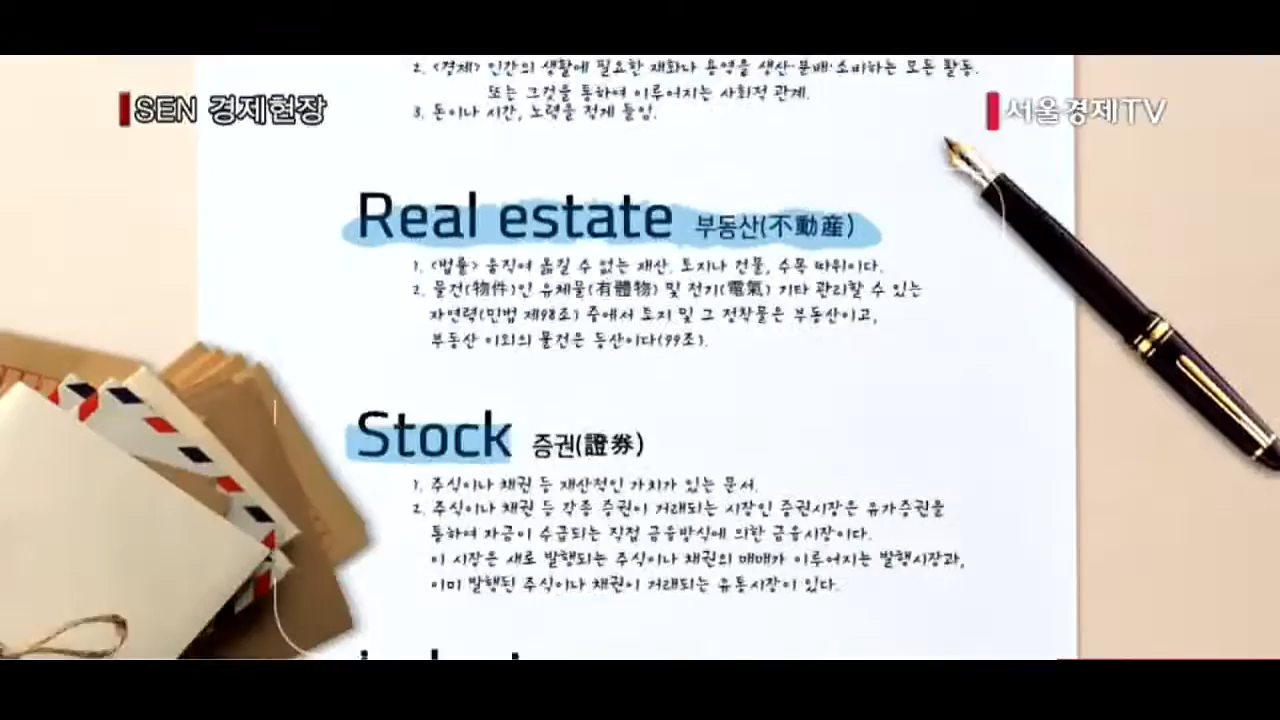 SEN 경제현장
서울경제TV
2. <경제> 인간의 생활에 필요한 재화나 용역을 생산·분배·소비하는 모든 활동.
또는 그것을 통하여 이루어지는 사회적 관계.
3. 돈이나 시간, 노력을 적게 들임.
Real estate 부동산(不動産)
1. <법률> 움직여 옮길 수 없는 재산. 토지나 건물, 수목 따위이다.
2. 물건(物件)인 유체물(有體物) 및 전기(電氣) 기타 관리할 수 있는
자연력(민법 제98조) 중에서 토지 및 그 정착물은 부동산이고,
부동산 이외의 물건은 동산이다(99조).
Stock 증권(證券)
1. 주식이나 채권 등 재산적인 가치가 있는 문서.
2. 주식이나 채권 등 각종 증권이 거래되는 시장인 증권시장은 유가증권을
통하여 자금이 수급되는 직접 금융방식에 의한 금융시장이다.
이 시장은 새로 발행되는 주식이나 채권의 매매가 이루어지는 발행시장과,
이미 발행된 주식이나 채권이 거래되는 유통시장이 있다.